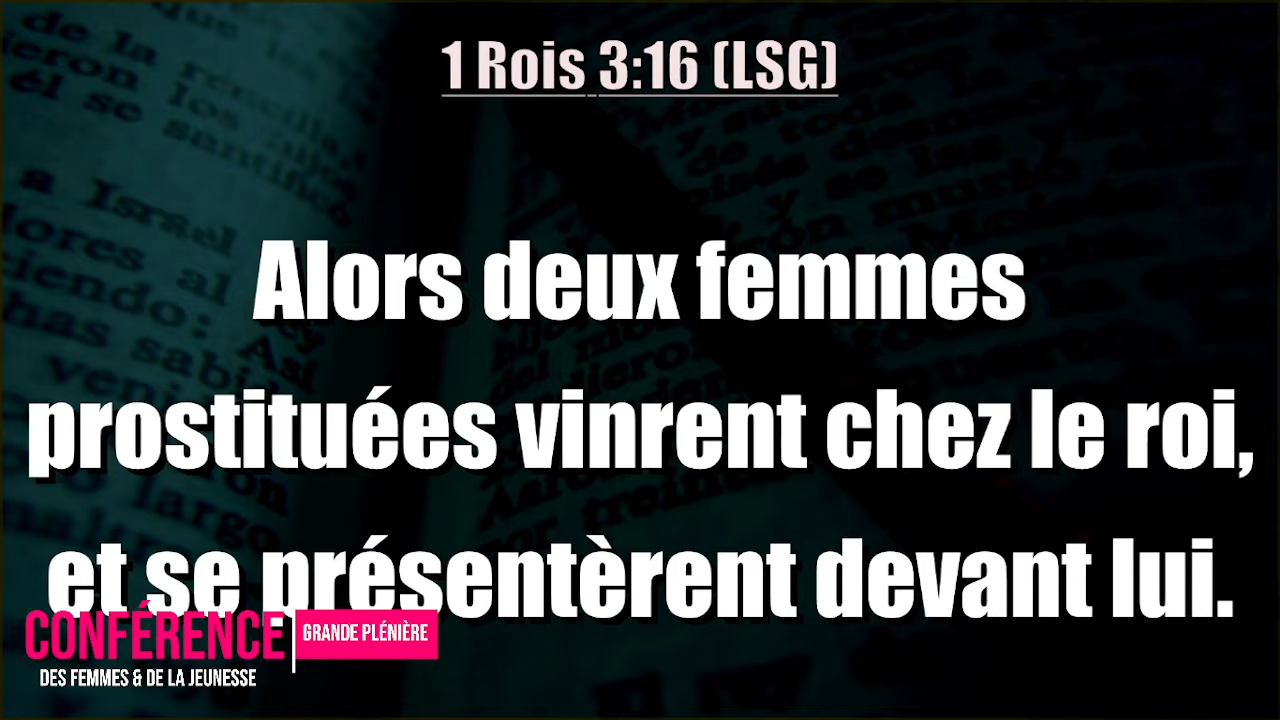 1 Rois 3:16 (LSG)
Alors deux femmes
prostituées vinrent chez le roi,
et se présentèrent devant lui.
CONFÉRENCE
GRANDE PLÉNIÈRE
DES FEMMES & DE LA JEUNESSE